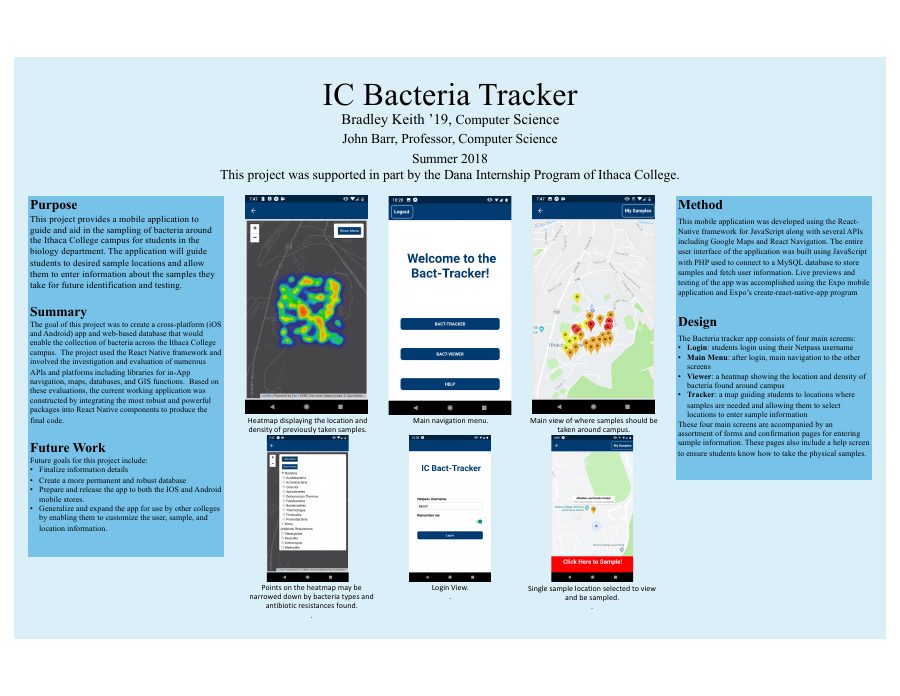 IC Bacteria Tracker
Bradley Keith ’19, Computer Science
John Barr, Professor, Computer Science
Summer 2018
This project was supported in part by the Dana Internship Program of Ithaca College.
Purpose
This project provides a mobile application to
guide and aid in the sampling of bacteria around
the Ithaca College campus for students in the
biology department. The application will guide
students to desired sample locations and allow
them to enter information about the samples they
take for future identification and testing.
Summary
The goal of this project was to create a cross-platform (iOS
and Android) app and web-based database that would
enable the collection of bacteria across the Ithaca College
campus. The project used the React Native framework and
involved the investigation and evaluation of numerous
APIs and platforms including libraries for in-App
navigation, maps, databases, and GIS functions. Based on
these evaluations, the current working application was
constructed by integrating the most robust and powerful
packages into React Native components to produce the
final code.
Future Work
Future goals for this project include:
• Finalize information details
• Create a more permanent and robust database
• Prepare and release the app to both the IOS and Android
mobile stores.
• Generalize and expand the app for use by other colleges
by enabling them to customize the user, sample, and
location information.
7:47
+
−
Show Menu
Heatmap displaying the location and
density of previously taken samples.
10:28
Logout
Welcome to the
Bact-Tracker!
BACT-TRACKER
BACT-VIEWER
HELP
Main navigation menu.
7:47
My Samples
Ithaca
Main view of where samples should be
taken around campus.
Points on the heatmap may be
narrowed down by bacteria types and
antibiotic resistances found.
.
IC Bact-Tracker
Netpass Username
Remember me
Login
Login View.
.
My Samples
Click Here to Sample!
Single sample location selected to view
and be sampled.
.
Method
This mobile application was developed using the React-
Native framework for JavaScript along with several APIs
including Google Maps and React Navigation. The entire
user interface of the application was built using JavaScript
with PHP used to connect to a MySQL database to store
samples and fetch user information. Live previews and
testing of the app was accomplished using the Expo mobile
application and Expo’s create-react-native-app program
Design
The Bacteria tracker app consists of four main screens:
• Login: students login using their Netpass username
• Main Menu: after login, main navigation to the other
screens
• Viewer: a heatmap showing the location and density of
bacteria found around campus
• Tracker: a map guiding students to locations where
samples are needed and allowing them to select
locations to enter sample information
These four main screens are accompanied by an
assortment of forms and confirmation pages for entering
sample information. These pages also include a help screen
to ensure students know how to take the physical samples.